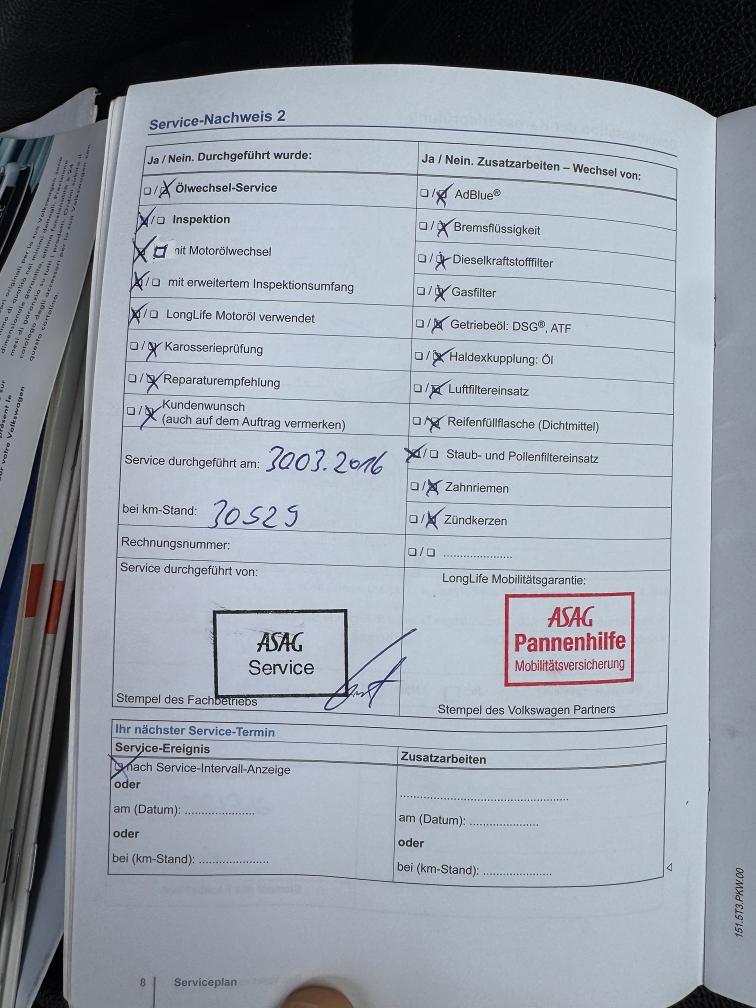 Service-Nachweis 2
Ja / Nein. Durchgeführt wurde:
❑ / ❑ Ölwechsel-Service
❑ / ❑ Inspektion
mit Motorölwechsel
❑ / ❑ mit erweitertem Inspektionsumfang
❑ / ❑ LongLife Motoröl verwendet
❑ / ❑ Karosserieprüfung
❑ / ❑ Reparaturempfehlung
❑ / ❑ Kundenwunsch
(auch auf dem Auftrag vermerken)
Service durchgeführt am: 3003.2016
bei km-Stand: 30529
Rechnungsnummer:
Service durchgeführt von:
ASAG
Service
Stempel des Fachbetriebs
Ja / Nein. Zusatzarbeiten – Wechsel von:
❑ / ❑ AdBlue®
❑ / ❑ Bremsflüssigkeit
❑ / ❑ Dieselkraftstofffilter
❑ / ❑ Gasfilter
❑ / ❑ Getriebeöl: DSG®, ATF
❑ / ❑ Haldexkupplung: Öl
❑ / ❑ Luftfiltereinsatz
❑ / ❑ Reifenfüllflasche (Dichtmittel)
❑ / ❑ Staub- und Pollenfiltereinsatz
❑ / ❑ Zahnriemen
❑ / ❑ Zündkerzen
❑ / ❑ .....................
LongLife Mobilitätsgarantie:
ASAG
Pannenhilfe
Mobilitätsversicherung
Stempel des Volkswagen Partners
Ihr nächster Service-Termin
Service-Ereignis
❑ nach Service-Intervall-Anzeige
oder
am (Datum): .....................
oder
bei (km-Stand): .....................
Zusatzarbeiten
..................................................
am (Datum): .....................
oder
bei (km-Stand): .....................
8 Serviceplan
151.5T3.PKW.00